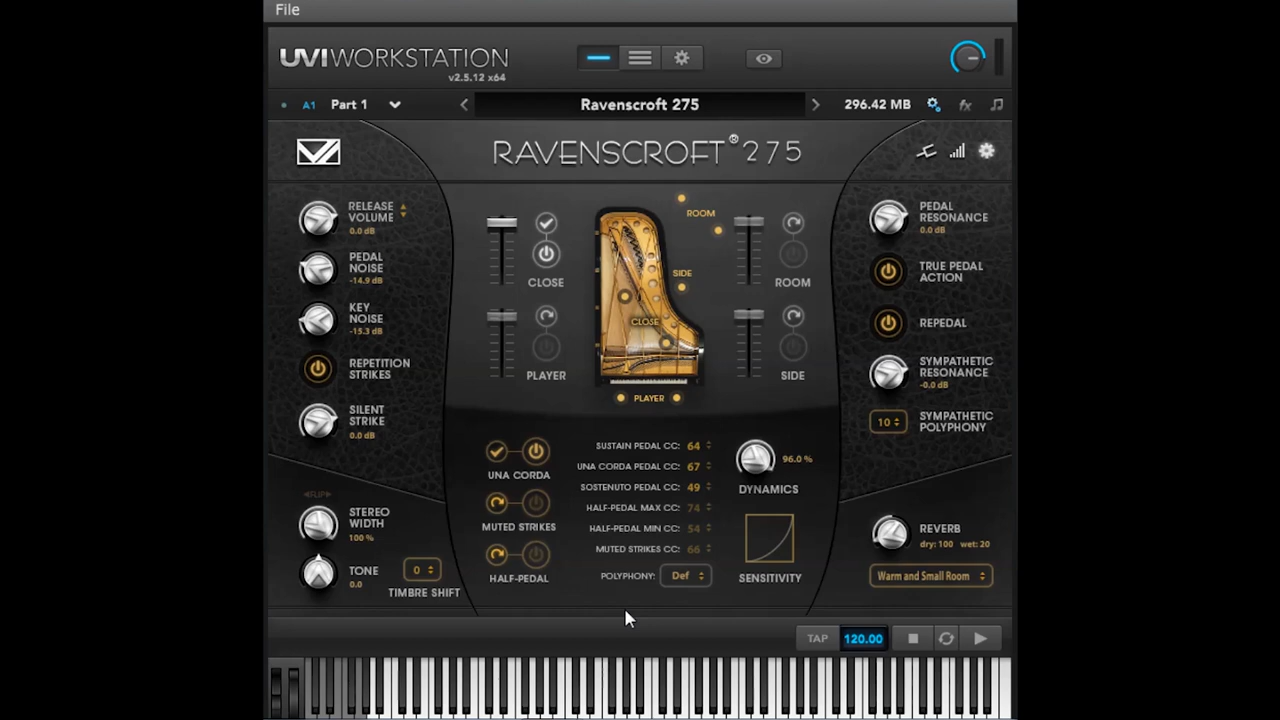 File
UVIWORKSTATION
v2.5.12 x64
A1 Part 1
Ravenscroft 275
296.42 MB
fx
RAVENSCROFT® 275
RELEASE
VOLUME
0.0 dB
PEDAL
NOISE
-14.9 dB
KEY
NOISE
-15.3 dB
REPETITION
STRIKES
SILENT
STRIKE
0.0 dB
◀FLIP▶
STEREO
WIDTH
100 %
TONE
0.0
0
TIMBRE SHIFT
CLOSE
PLAYER
ROOM
SIDE
CLOSE
PLAYER
ROOM
SIDE
UNA CORDA
MUTED STRIKES
HALF-PEDAL
SUSTAIN PEDAL CC: 64
UNA CORDA PEDAL CC: 67
SOSTENUTO PEDAL CC: 49
HALF-PEDAL MAX CC: 74
HALF-PEDAL MIN CC: 54
MUTED STRIKES CC: 66
POLYPHONY: Def
96.0 %
DYNAMICS
SENSITIVITY
PEDAL
RESONANCE
0.0 dB
TRUE PEDAL
ACTION
REPEDAL
SYMPATHETIC
RESONANCE
-0.0 dB
10
SYMPATHETIC
POLYPHONY
REVERB
dry: 100 wet: 20
Warm and Small Room
TAP 120.00